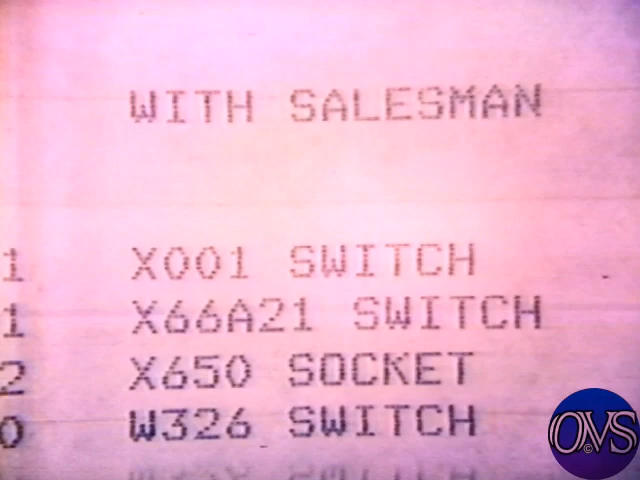 WITH SALESMAN
1 X001 SWITCH
1 X66A21 SWITCH
2 X650 SOCKET
0 W326 SWITCH
OVS ©